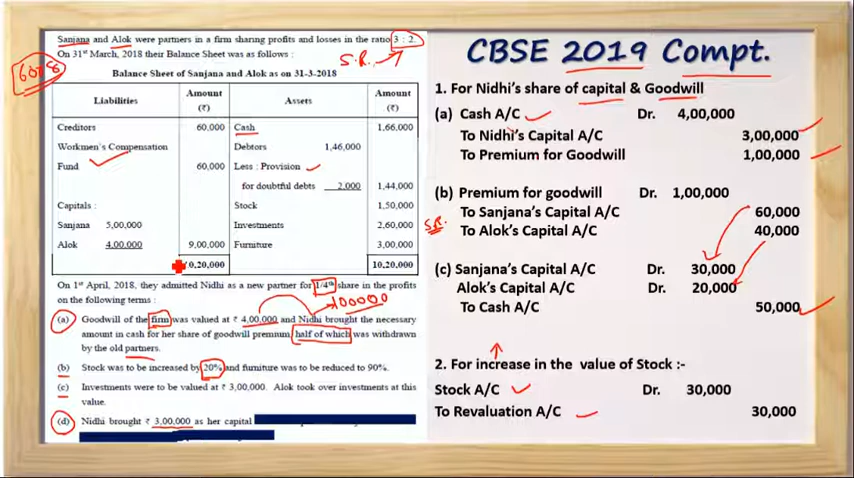 Sanjana and Alok were partners in a firm sharing profits and losses in the ratio 3 : 2.
On 31st March, 2018 their Balance Sheet was as follows :
S.R.
Balance Sheet of Sanjana and Alok as on 31-3-2018
Liabilities Amount (₹) Assets Amount (₹)
Creditors 60,000 Cash 1,66,000
Workmen's Compensation Debtors 1,46,000
Fund 60,000 Less : Provision
for doubtful debts 2,000 1,44,000
Capitals : Stock 1,50,000
Sanjana 5,00,000 Investments 2,60,000
Alok 4,00,000 9,00,000 Furniture 3,00,000
10,20,000 10,20,000
On 1st April, 2018, they admitted Nidhi as a new partner for 1/4th share in the profits
on the following terms :
100000
(a) Goodwill of the firm was valued at ₹ 4,00,000 and Nidhi brought the necessary
amount in cash for her share of goodwill premium, half of which was withdrawn
by the old partners.
(b) Stock was to be increased by 20% and furniture was to be reduced to 90%.
(c) Investments were to be valued at ₹ 3,00,000. Alok took over investments at this
value.
(d) Nidhi brought ₹ 3,00,000 as her capital
CBSE 2019 Compt.
1. For Nidhi's share of capital & Goodwill
(a) Cash A/C Dr. 4,00,000
To Nidhi's Capital A/C 3,00,000
To Premium for Goodwill 1,00,000
(b) Premium for goodwill Dr. 1,00,000
To Sanjana's Capital A/C 60,000
S.R.
To Alok's Capital A/C 40,000
(c) Sanjana's Capital A/C Dr. 30,000
Alok's Capital A/C Dr. 20,000
To Cash A/C 50,000
2. For increase in the value of Stock :-
Stock A/C Dr. 30,000
To Revaluation A/C 30,000